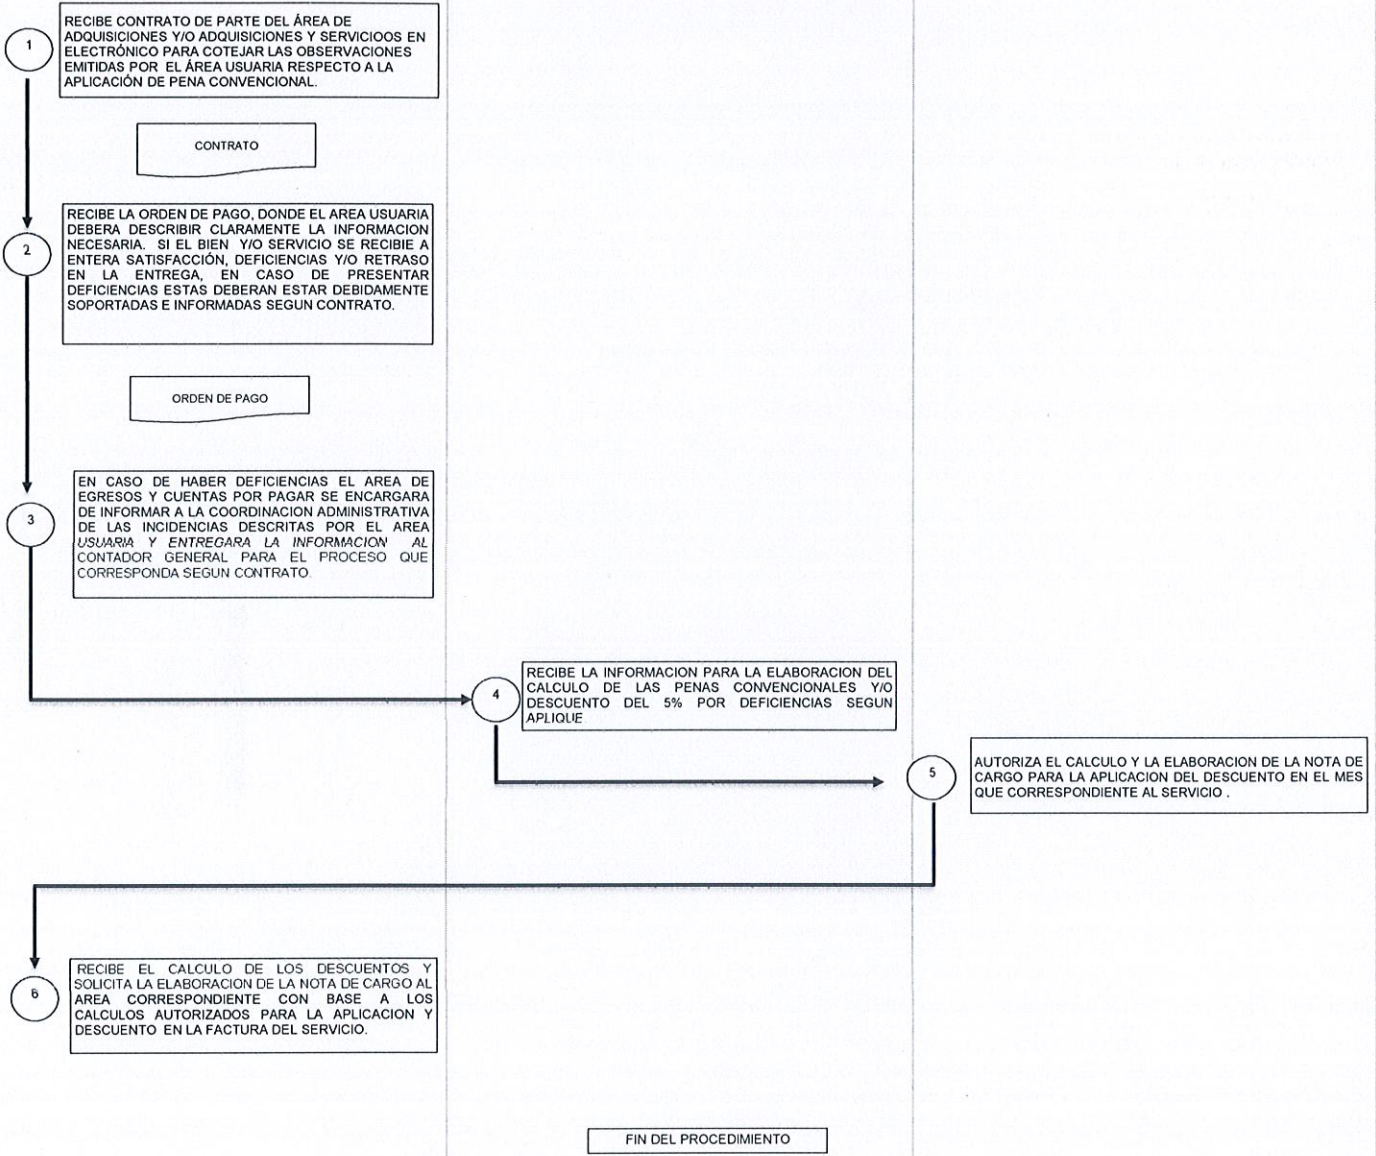 1
RECIBE CONTRATO DE PARTE DEL ÁREA DE
ADQUISICIONES Y/O ADQUISICIONES Y SERVICIOOS EN
ELECTRÓNICO PARA COTEJAR LAS OBSERVACIONES
EMITIDAS POR EL ÁREA USUARIA RESPECTO A LA
APLICACIÓN DE PENA CONVENCIONAL.
CONTRATO
2
RECIBE LA ORDEN DE PAGO, DONDE EL AREA USUARIA
DEBERA DESCRIBIR CLARAMENTE LA INFORMACION
NECESARIA. SI EL BIEN Y/O SERVICIO SE RECIBIE A
ENTERA SATISFACCIÓN, DEFICIENCIAS Y/O RETRASO
EN LA ENTREGA, EN CASO DE PRESENTAR
DEFICIENCIAS ESTAS DEBERAN ESTAR DEBIDAMENTE
SOPORTADAS E INFORMADAS SEGUN CONTRATO.
ORDEN DE PAGO
3
EN CASO DE HABER DEFICIENCIAS EL AREA DE
EGRESOS Y CUENTAS POR PAGAR SE ENCARGARA
DE INFORMAR A LA COORDINACION ADMINISTRATIVA
DE LAS INCIDENCIAS DESCRITAS POR EL AREA
USUARIA Y ENTREGARA LA INFORMACION AL
CONTADOR GENERAL PARA EL PROCESO QUE
CORRESPONDA SEGUN CONTRATO.
4
RECIBE LA INFORMACION PARA LA ELABORACION DEL
CALCULO DE LAS PENAS CONVENCIONALES Y/O
DESCUENTO DEL 5% POR DEFICIENCIAS SEGUN
APLIQUE
5
AUTORIZA EL CALCULO Y LA ELABORACION DE LA NOTA DE
CARGO PARA LA APLICACION DEL DESCUENTO EN EL MES
QUE CORRESPONDIENTE AL SERVICIO .
6
RECIBE EL CALCULO DE LOS DESCUENTOS Y
SOLICITA LA ELABORACION DE LA NOTA DE CARGO AL
AREA CORRESPONDIENTE CON BASE A LOS
CALCULOS AUTORIZADOS PARA LA APLICACION Y
DESCUENTO EN LA FACTURA DEL SERVICIO.
FIN DEL PROCEDIMIENTO